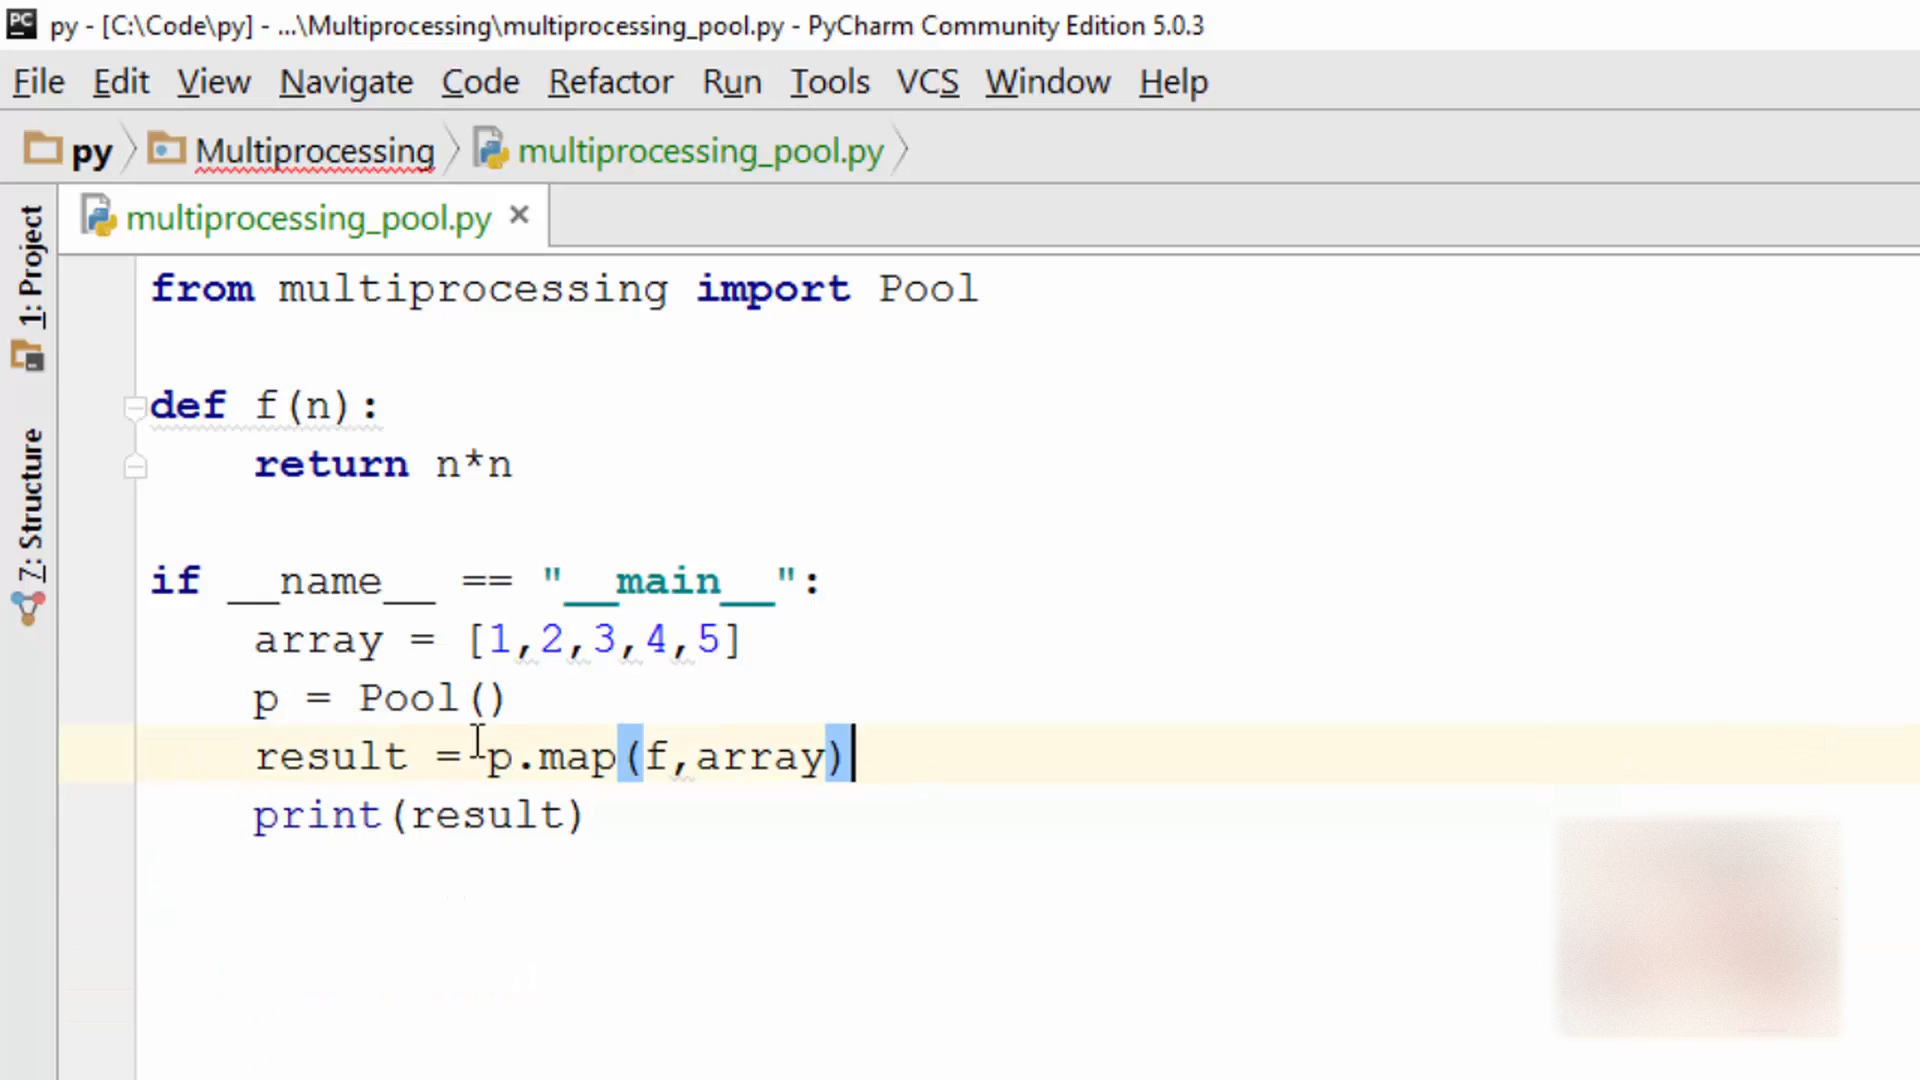 py - [C:\Code\py] - ...\Multiprocessing\multiprocessing_pool.py - PyCharm Community Edition 5.0.3
File Edit View Navigate Code Refactor Run Tools VCS Window Help
py Multiprocessing multiprocessing_pool.py
multiprocessing_pool.py
1: Project
7: Structure
from multiprocessing import Pool
def f(n):
    return n*n
if __name__ == "__main__":
    array = [1,2,3,4,5]
    p = Pool()
    result = p.map(f,array)
    print(result)